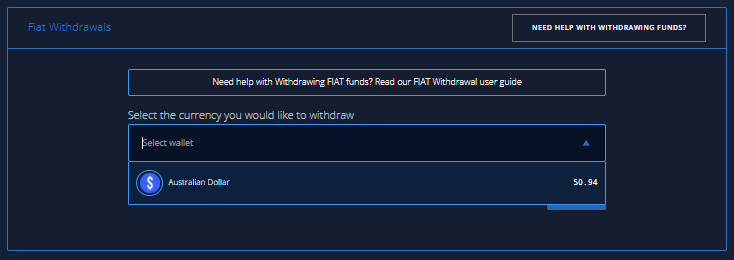 Fiat Withdrawals
NEED HELP WITH WITHDRAWING FUNDS?
Need help with Withdrawing FIAT funds? Read our FIAT Withdrawal user guide
Select the currency you would like to withdraw
Select wallet
$ Australian Dollar 50.94